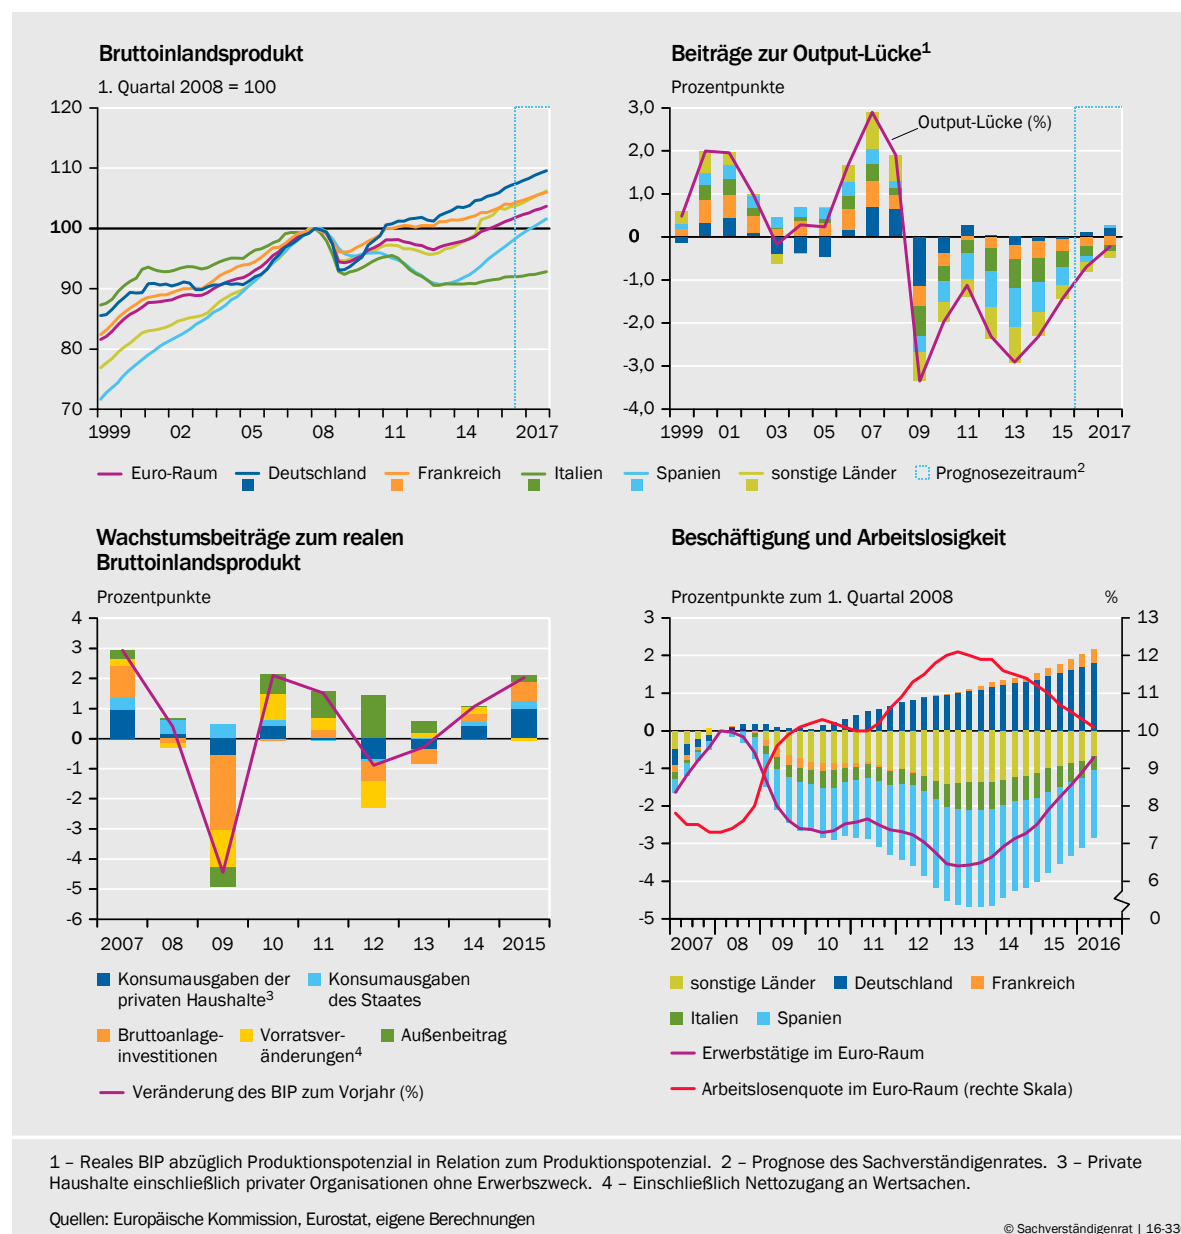 Bruttoinlandsprodukt
1. Quartal 2008 = 100
120
110
100
90
80
70
1999 02 05 08 11 14 2017
Beiträge zur Output-Lücke1
Prozentpunkte
Output-Lücke (%)
3,0
2,0
1,0
0
-1,0
-2,0
-3,0
-4,0
1999 01 03 05 07 09 11 13 15 2017
Euro-Raum Deutschland Frankreich Italien Spanien sonstige Länder Prognosezeitraum2
Wachstumsbeiträge zum realen
Bruttoinlandsprodukt
Prozentpunkte
4
3
2
1
0
-1
-2
-3
-4
-5
-6
2007 08 09 10 11 12 13 14 2015
Konsumausgaben der
privaten Haushalte3
Konsumausgaben
des Staates
Bruttoanlage-
investitionen
Vorratsver-
änderungen4
Außenbeitrag
Veränderung des BIP zum Vorjahr (%)
Beschäftigung und Arbeitslosigkeit
Prozentpunkte zum 1. Quartal 2008 %
3 13
2 12
1 11
0 10
-1 9
-2 8
-3 7
-4 6
-5 0
2007 08 09 10 11 12 13 14 15 2016
sonstige Länder Deutschland Frankreich
Italien Spanien
Erwerbstätige im Euro-Raum
Arbeitslosenquote im Euro-Raum (rechte Skala)
1 – Reales BIP abzüglich Produktionspotenzial in Relation zum Produktionspotenzial. 2 – Prognose des Sachverständigenrates. 3 – Private
Haushalte einschließlich privater Organisationen ohne Erwerbszweck. 4 – Einschließlich Nettozugang an Wertsachen.
Quellen: Europäische Kommission, Eurostat, eigene Berechnungen
© Sachverständigenrat | 16-33